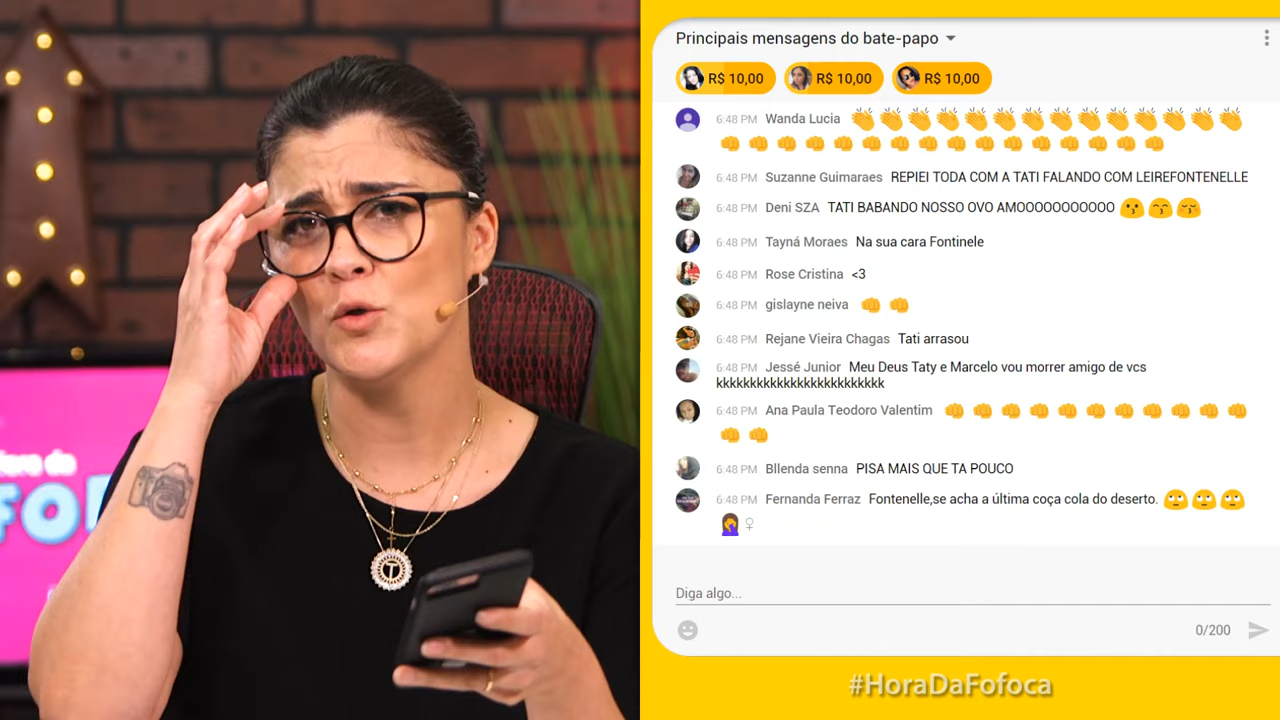 ora da
FO
T
Principais mensagens do bate-papo
R$ 10,00 R$ 10,00 R$ 10,00
6:48 PM Wanda Lucia 👏👏👏👏👏👏👏👏👏👏👏👏👏👏
👊👊👊👊👊👊👊👊👊👊👊👊👊👊👊👊
6:48 PM Suzanne Guimaraes REPIEI TODA COM A TATI FALANDO COM LEIREFONTENELLE
6:48 PM Deni SZA TATI BABANDO NOSSO OVO AMOOOOOOOOOOO 😗😙😚
6:48 PM Tayná Moraes Na sua cara Fontinele
6:48 PM Rose Cristina <3
6:48 PM gislayne neiva 👊👊
6:48 PM Rejane Vieira Chagas Tati arrasou
6:48 PM Jessé Junior Meu Deus Taty e Marcelo vou morrer amigo de vcs
kkkkkkkkkkkkkkkkkkkkkkkkk
6:48 PM Ana Paula Teodoro Valentim 👊👊👊👊👊👊👊👊👊👊👊
👊👊
6:48 PM Bllenda senna PISA MAIS QUE TA POUCO
6:48 PM Fernanda Ferraz Fontenelle,se acha a última coça cola do deserto. 🙄🙄🙄
🤦♀
Diga algo...
0/200
#HoraDaFofoca